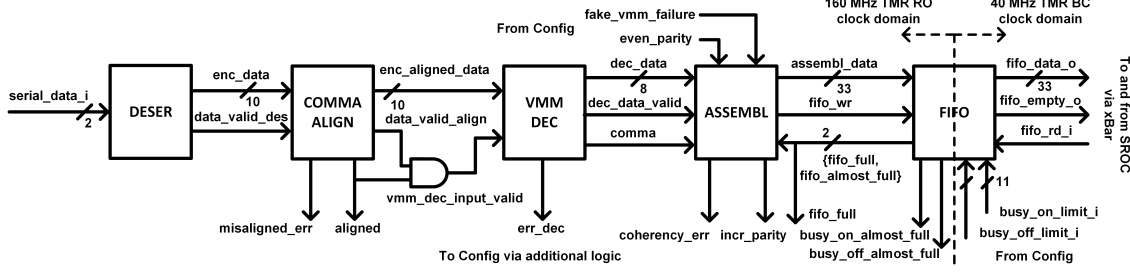 160 MHz TMR RO
clock domain
40 MHz TMR BC
clock domain
fake_vmm_failure
From Config
even_parity
serial_data_i
2
DESER
enc_data
10
data_valid_des
COMMA
ALIGN
enc_aligned_data
10
data_valid_align
vmm_dec_input_valid
VMM
DEC
dec_data
8
dec_data_valid
comma
ASSEMBL
assembl_data
33
fifo_wr
2
{fifo_full,
fifo_almost_full}
FIFO
fifo_data_o
33
fifo_empty_o
fifo_rd_i
To and from SROC
via xBar
misaligned_err
aligned
err_dec
coherency_err
incr_parity
fifo_full
busy_on_almost_full
busy_off_almost_full
11
busy_on_limit_i
busy_off_limit_i
To Config via additional logic
From Config